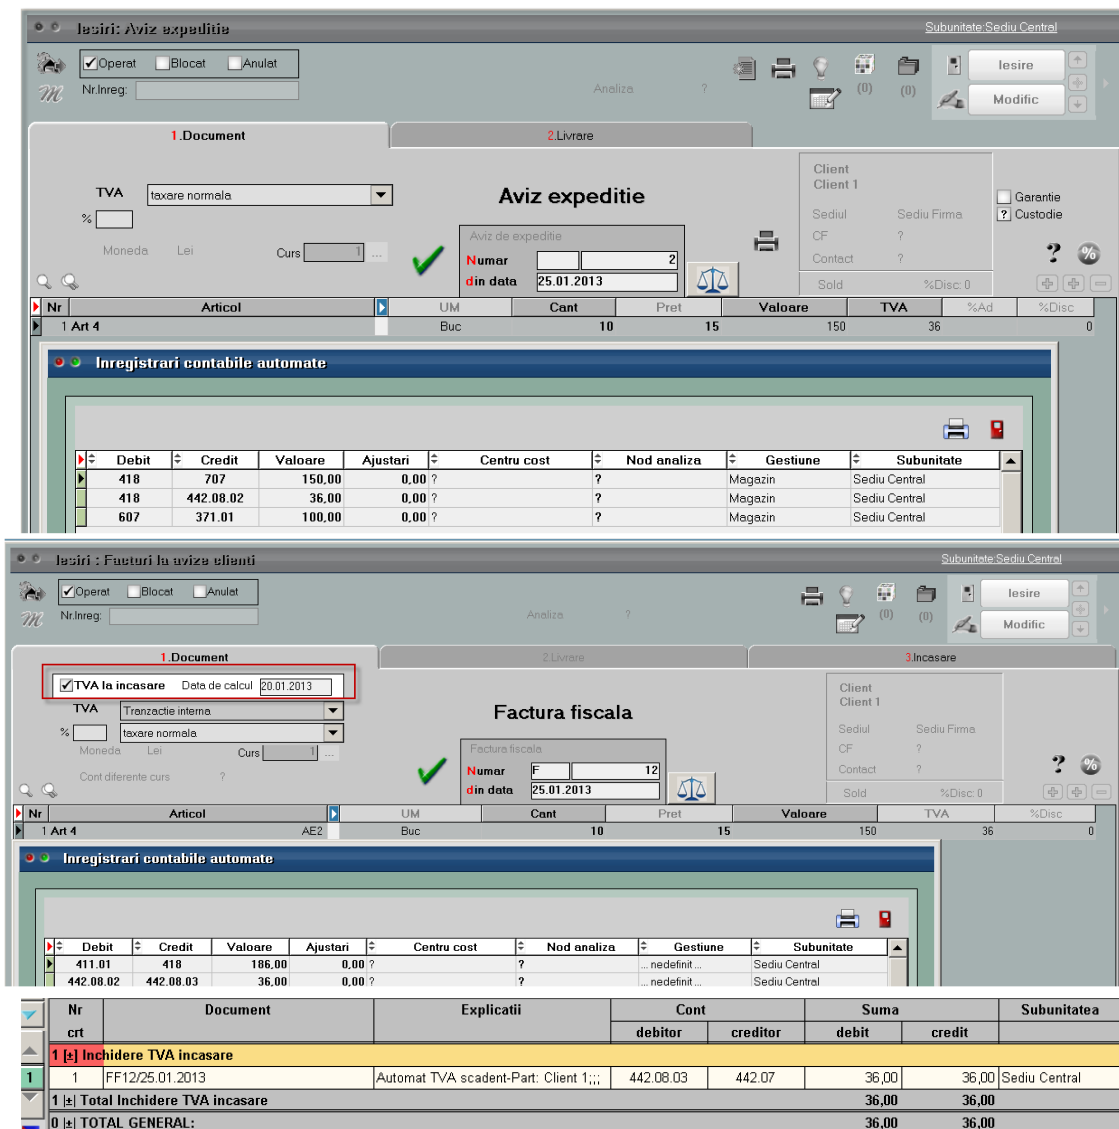 Iesiri: Aviz expeditie
Subunitate:Sediu Central
Operat Blocat Anulat
Iesire
Nr.Inreg:
Analiza ?
(0) (0)
Modific
1.Document
2.Livrare
Client
Client 1
TVA taxare normala
Aviz expeditie
Garantie
%
Sediul Sediu Firma
? Custodie
Moneda Lei Curs 1 ...
Aviz de expeditie
CF ?
Numar 2
Contact ?
? %
din data 25.01.2013
Sold %Disc: 0
Nr Articol UM Cant Pret Valoare TVA %Ad %Disc
1 Art 4 Buc 10 15 150 36 0
Inregistrari contabile automate
Debit Credit Valoare Ajustari Centru cost Nod analiza Gestiune Subunitate
418 707 150,00 0,00 ? ? Magazin Sediu Central
418 442.08.02 36,00 0,00 ? ? Magazin Sediu Central
607 371.01 100,00 0,00 ? ? Magazin Sediu Central
Iesiri : Facturi la avize clienti
Subunitate:Sediu Central
Operat Blocat Anulat
Iesire
Nr.Inreg:
Analiza ?
(0) (0)
Modific
1.Document
2.Livrare
3.Incasare
TVA la incasare Data de calcul 20.01.2013
Client
Client 1
TVA Tranzactie interna
Factura fiscala
% taxare normala
Sediul Sediu Firma
Moneda Lei Curs 1 ...
Factura fiscala
CF ?
Cont diferente curs ?
Numar F 12
Contact ?
? %
din data 25.01.2013
Sold %Disc: 0
Nr Articol UM Cant Pret Valoare TVA %Disc
1 Art 4 AE2 Buc 10 15 150 36 0
Inregistrari contabile automate
Debit Credit Valoare Ajustari Centru cost Nod analiza Gestiune Subunitate
411.01 418 186,00 0,00 ? ? ... nedefinit ... Sediu Central
442.08.02 442.08.03 36,00 0,00 ? ? ... nedefinit ... Sediu Central
Nr Document Explicatii Cont Suma Subunitatea
crt debitor creditor debit credit
1 [±] Inchidere TVA incasare
1 1 FF12/25.01.2013 Automat TVA scadent-Part: Client 1;;; 442.08.03 442.07 36,00 36,00 Sediu Central
1 |±| Total Inchidere TVA incasare 36,00 36,00
0 |±| TOTAL GENERAL: 36,00 36,00